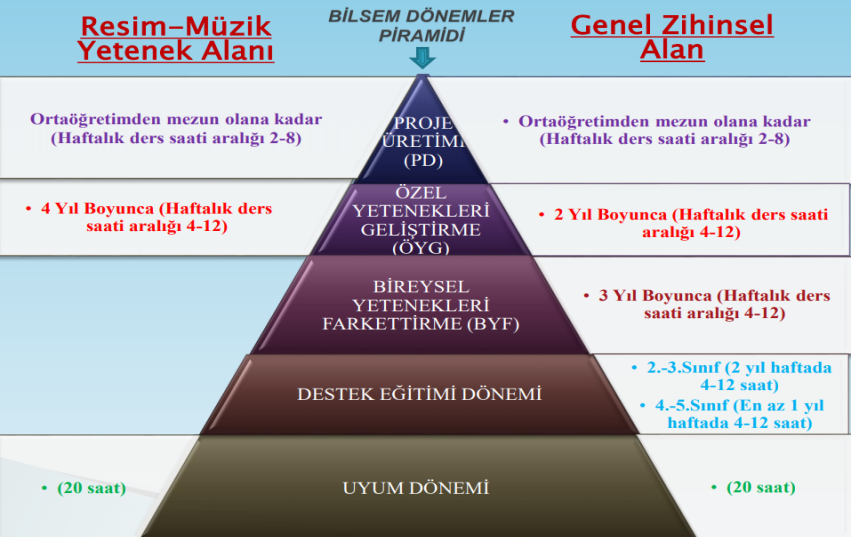 BİLSEM DÖNEMLER
PİRAMİDİ
Resim-Müzik
Yetenek Alanı
Genel Zihinsel
Alan
Ortaöğretimden mezun olana kadar
(Haftalık ders saati aralığı 2-8)
PROJE
ÜRETİMİ
(PD)
• Ortaöğretimden mezun olana kadar
(Haftalık ders saati aralığı 2-8)
• 4 Yıl Boyunca (Haftalık ders
saati aralığı 4-12)
ÖZEL
YETENEKLERİ
GELİŞTİRME
(ÖYG)
• 2 Yıl Boyunca (Haftalık ders saati
aralığı 4-12)
BİREYSEL
YETENEKLERİ
FARKETTİRME (BYF)
• 3 Yıl Boyunca (Haftalık ders
saati aralığı 4-12)
DESTEK EĞİTİMİ DÖNEMİ
• 2.-3.Sınıf (2 yıl haftada
4-12 saat)
• 4.-5.Sınıf (En az 1 yıl
haftada 4-12 saat)
• (20 saat)
UYUM DÖNEMİ
• (20 saat)